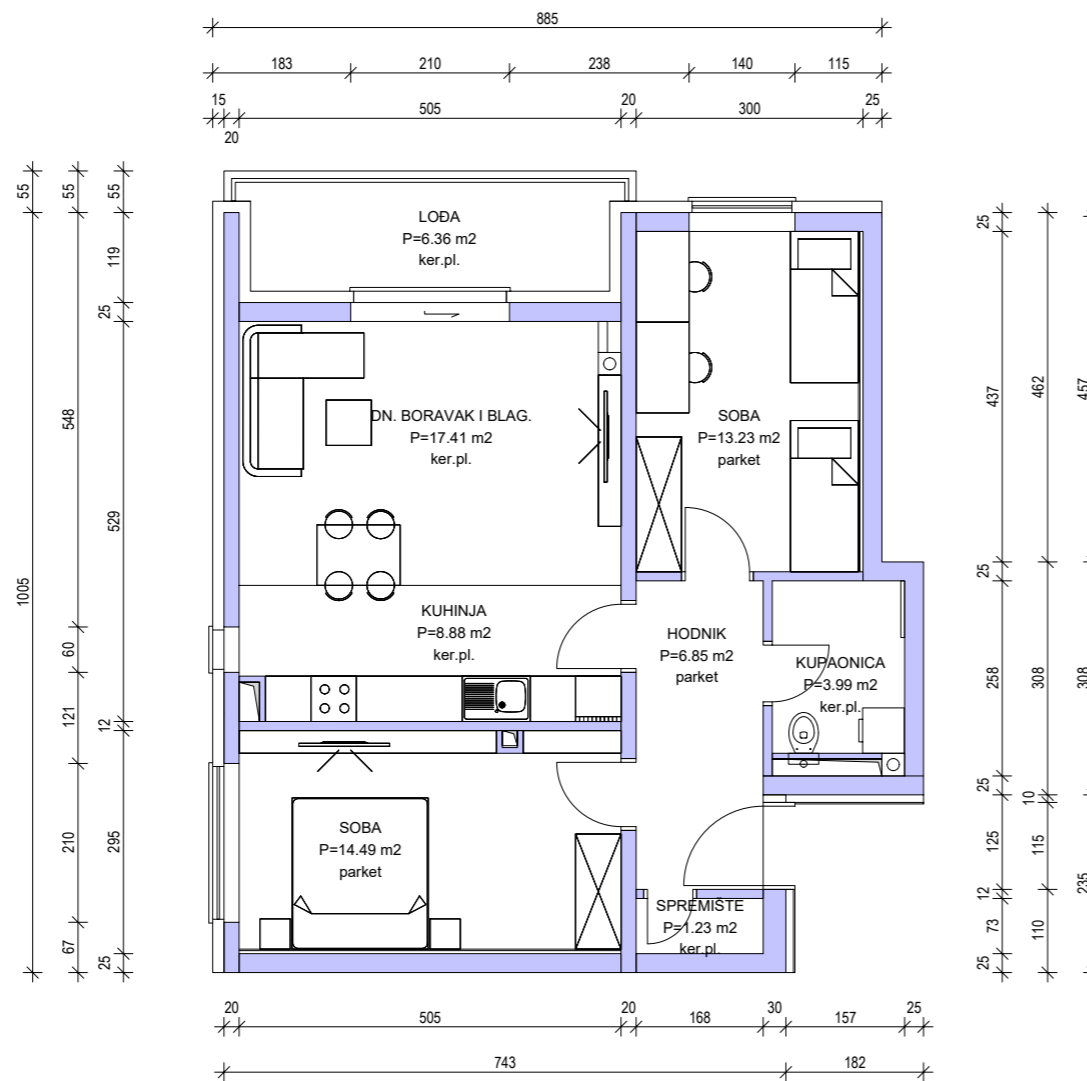 885
183 210 238 140 115
15 505 20 300 25
20
55 55 55
LOĐA
P=6.36 m2
ker.pl.
119
25
25
1005
548
529
DN. BORAVAK I BLAG.
P=17.41 m2
ker.pl.
SOBA
P=13.23 m2
parket
437
462
457
25
KUHINJA
P=8.88 m2
ker.pl.
HODNIK
P=6.85 m2
parket
KUPAONICA
P=3.99 m2
ker.pl.
60
121
12
258
308
308
25
10
SOBA
P=14.49 m2
parket
210
295
125
115
235
12
SPREMIŠTE
P=1.23 m2
ker.pl.
67
25
73
110
25
20 505 20 168 30 157 25
743 182